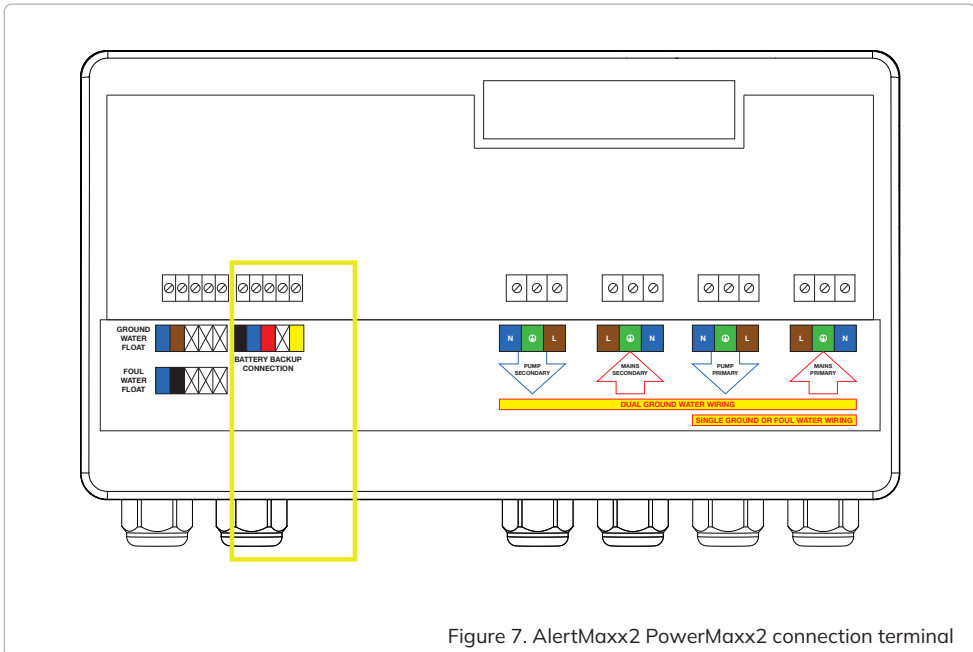 GROUND
WATER
FLOAT
BATTERY BACKUP
CONNECTION
FOUL
WATER
FLOAT
N L
L N
N L
L N
PUMP
SECONDARY
MAINS
SECONDARY
PUMP
PRIMARY
MAINS
PRIMARY
DUAL GROUND WATER WIRING
SINGLE GROUND OR FOUL WATER WIRING
Figure 7. AlertMaxx2 PowerMaxx2 connection terminal